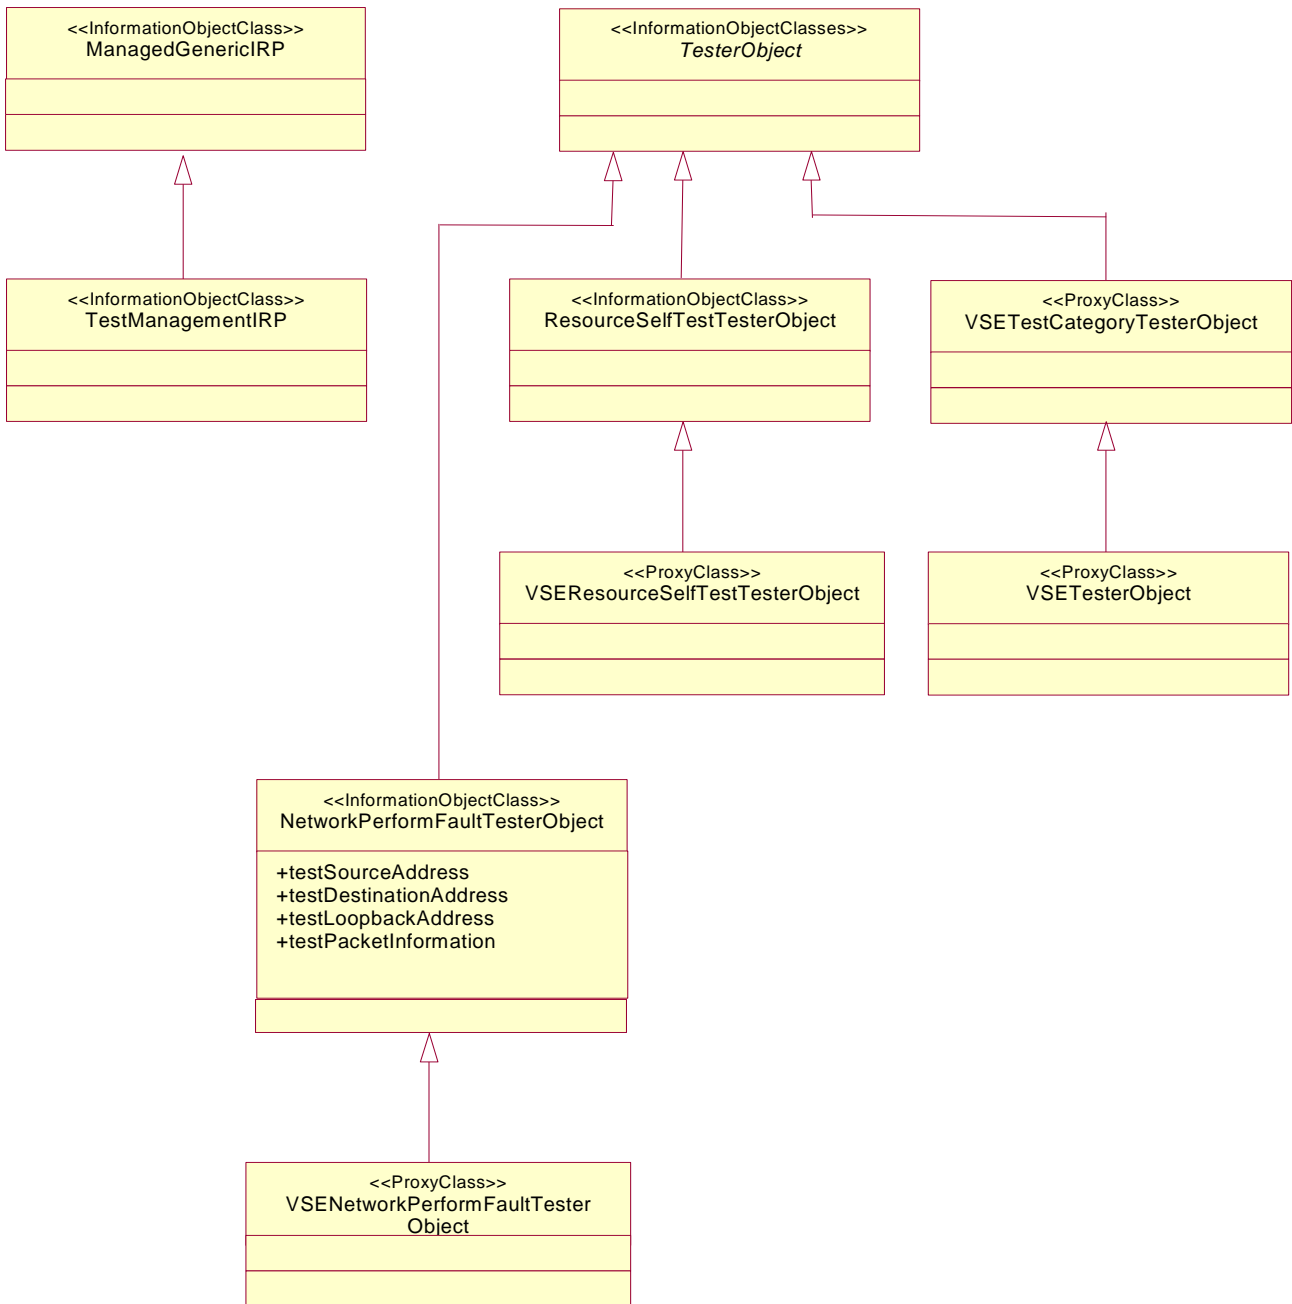 <<InformationObjectClass>>
ManagedGenericIRP
<<InformationObjectClasses>>
TesterObject
<<InformationObjectClass>>
TestManagementIRP
<<InformationObjectClass>>
ResourceSelfTestTesterObject
<<ProxyClass>>
VSETestCategoryTesterObject
<<ProxyClass>>
VSEResourceSelfTestTesterObject
<<ProxyClass>>
VSETesterObject
<<InformationObjectClass>>
NetworkPerformFaultTesterObject
+testSourceAddress
+testDestinationAddress
+testLoopbackAddress
+testPacketInformation
<<ProxyClass>>
VSENetworkPerformFaultTester
Object